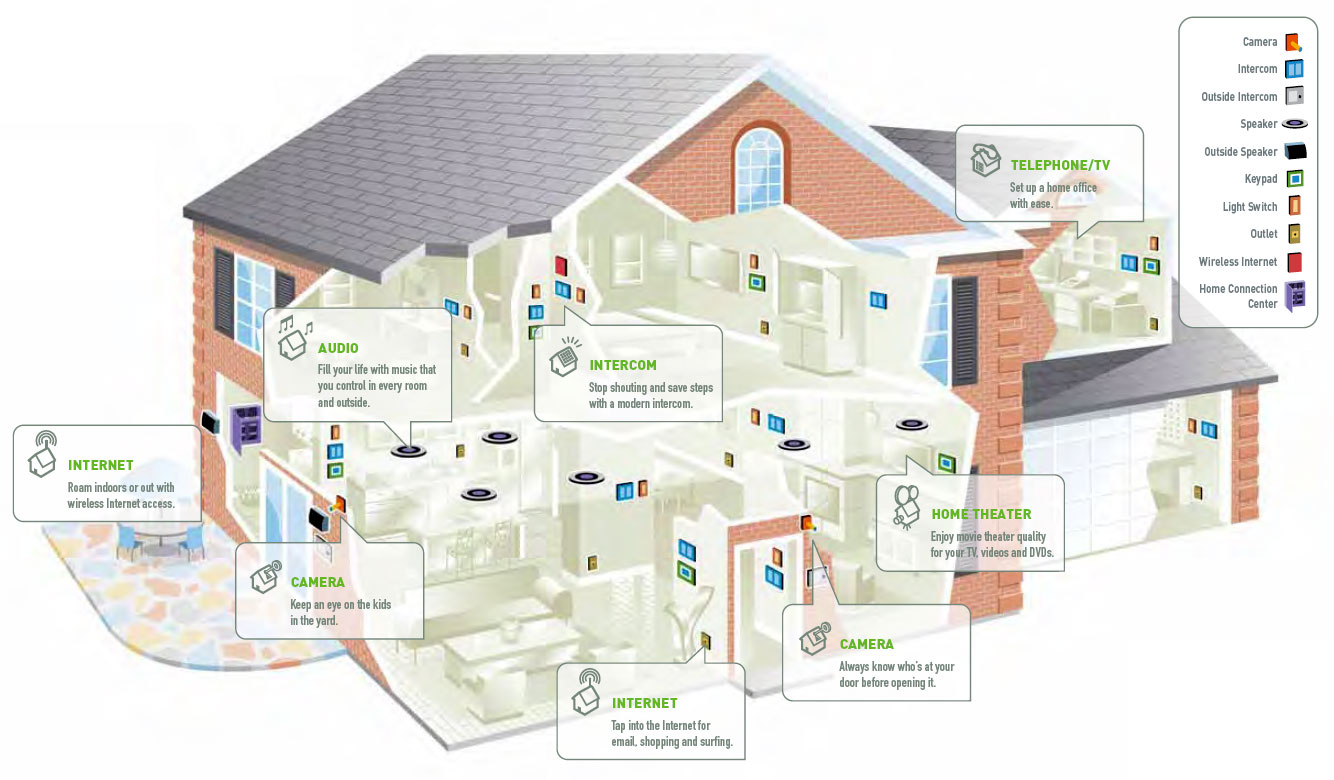 Camera
Intercom
Outside Intercom
Speaker
Outside Speaker
Keypad
Light Switch
Outlet
Wireless Internet
Home Connection
Center
TELEPHONE/TV
Set up a home office
with ease.
AUDIO
Fill your life with music that
you control in every room
and outside.
INTERCOM
Stop shouting and save steps
with a modern intercom.
INTERNET
Roam indoors or out with
wireless Internet access.
HOME THEATER
Enjoy movie theater quality
for your TV, videos and DVDs.
CAMERA
Keep an eye on the kids
in the yard.
CAMERA
Always know who's at your
door before opening it.
INTERNET
Tap into the Internet for
email, shopping and surfing.